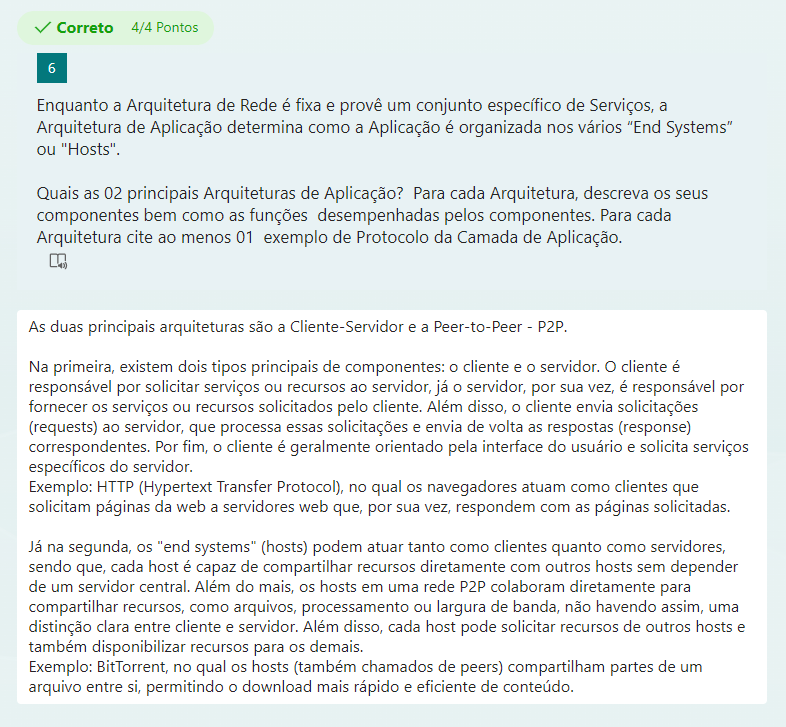 Correto 4/4 Pontos
6
Enquanto a Arquitetura de Rede é fixa e provê um conjunto específico de Serviços, a
Arquitetura de Aplicação determina como a Aplicação é organizada nos vários “End Systems”
ou "Hosts".
Quais as 02 principais Arquiteturas de Aplicação?  Para cada Arquitetura, descreva os seus
componentes bem como as funções  desempenhadas pelos componentes. Para cada
Arquitetura cite ao menos 01  exemplo de Protocolo da Camada de Aplicação.
As duas principais arquiteturas são a Cliente-Servidor e a Peer-to-Peer - P2P.
Na primeira, existem dois tipos principais de componentes: o cliente e o servidor. O cliente é
responsável por solicitar serviços ou recursos ao servidor, já o servidor, por sua vez, é responsável por
fornecer os serviços ou recursos solicitados pelo cliente. Além disso, o cliente envia solicitações
(requests) ao servidor, que processa essas solicitações e envia de volta as respostas (response)
correspondentes. Por fim, o cliente é geralmente orientado pela interface do usuário e solicita serviços
específicos do servidor.
Exemplo: HTTP (Hypertext Transfer Protocol), no qual os navegadores atuam como clientes que
solicitam páginas da web a servidores web que, por sua vez, respondem com as páginas solicitadas.
Já na segunda, os "end systems" (hosts) podem atuar tanto como clientes quanto como servidores,
sendo que, cada host é capaz de compartilhar recursos diretamente com outros hosts sem depender
de um servidor central. Além do mais, os hosts em uma rede P2P colaboram diretamente para
compartilhar recursos, como arquivos, processamento ou largura de banda, não havendo assim, uma
distinção clara entre cliente e servidor. Além disso, cada host pode solicitar recursos de outros hosts e
também disponibilizar recursos para os demais.
Exemplo: BitTorrent, no qual os hosts (também chamados de peers) compartilham partes de um
arquivo entre si, permitindo o download mais rápido e eficiente de conteúdo.